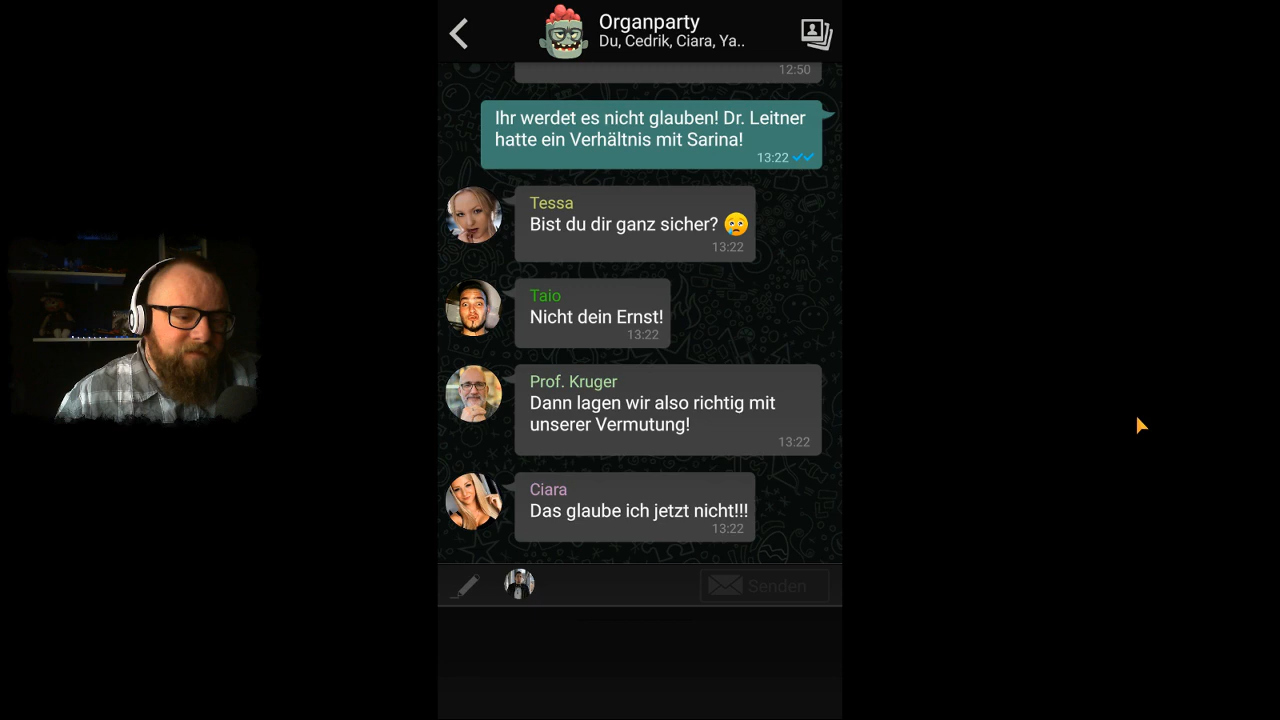 Organparty
Du, Cedrik, Ciara, Ya..
12:50
Ihr werdet es nicht glauben! Dr. Leitner
hatte ein Verhältnis mit Sarina!
13:22
Tessa
Bist du dir ganz sicher? 😢
13:22
Taio
Nicht dein Ernst!
13:22
Prof. Kruger
Dann lagen wir also richtig mit
unserer Vermutung!
13:22
Ciara
Das glaube ich jetzt nicht!!!
13:22
Senden